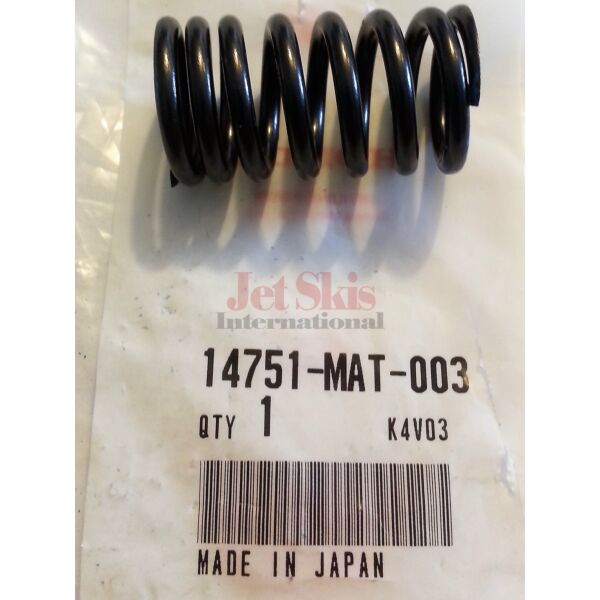 Jet Skis
International
14751-MAT-003
QTY 1 K4V03
MADE IN JAPAN